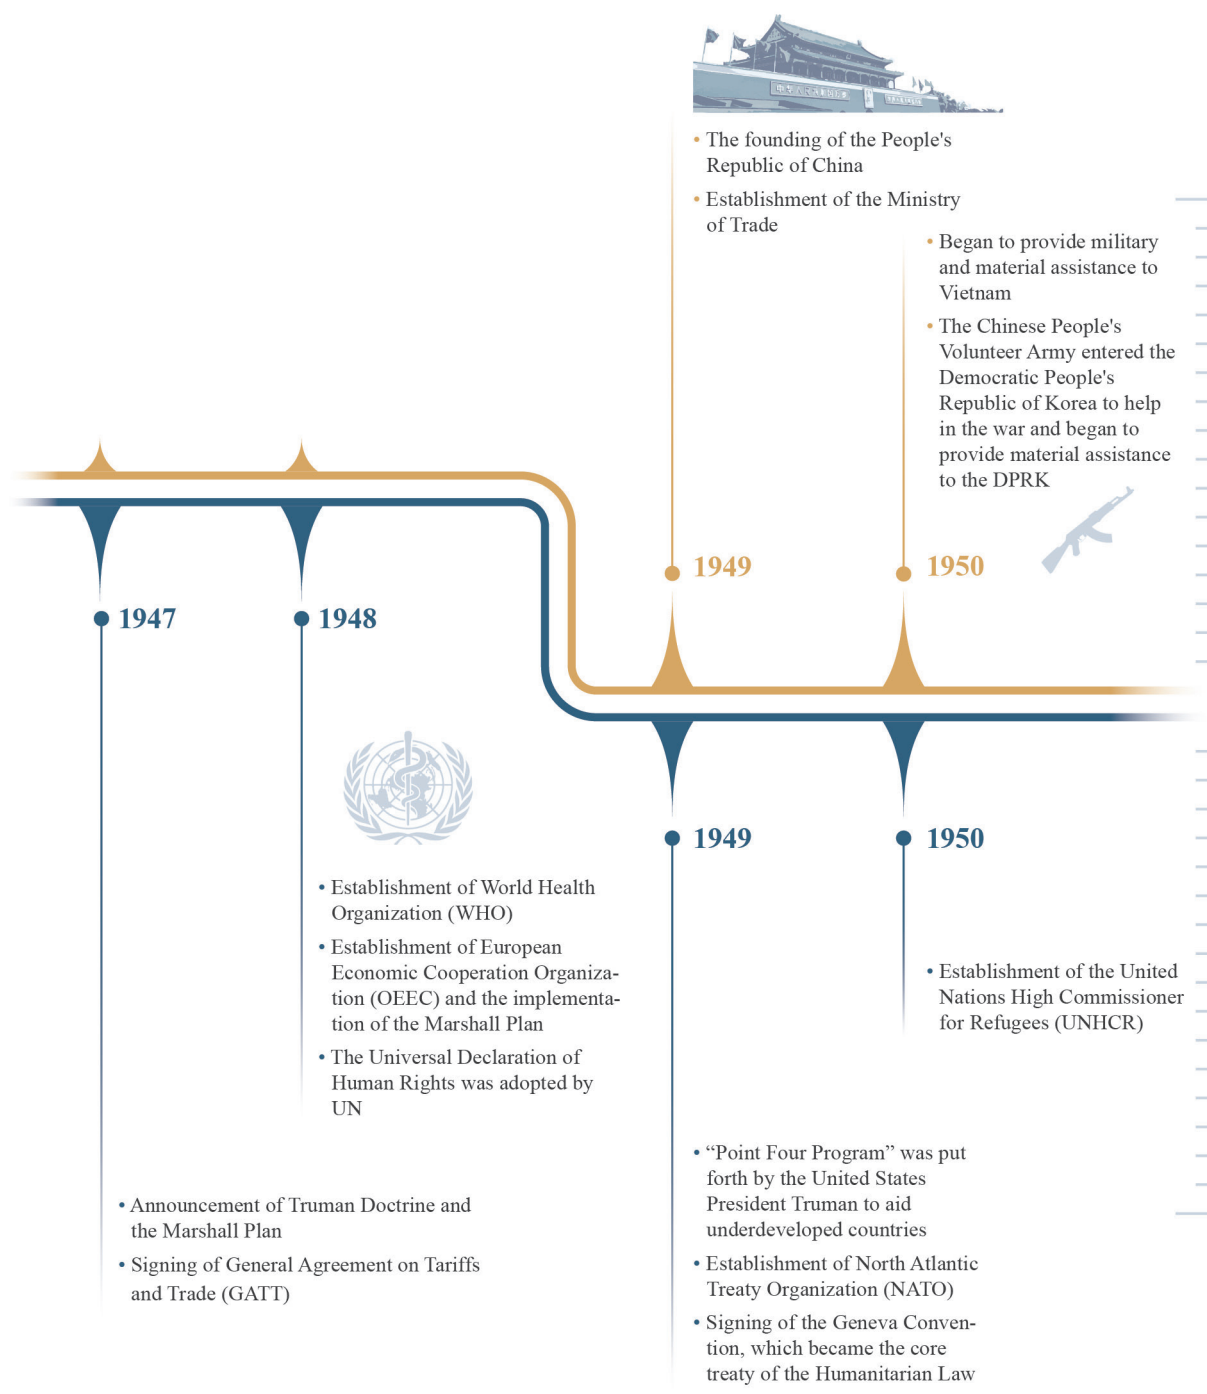 • The founding of the People's
Republic of China
• Establishment of the Ministry
of Trade
• Began to provide military
and material assistance to
Vietnam
• The Chinese People's
Volunteer Army entered the
Democratic People's
Republic of Korea to help
in the war and began to
provide material assistance
to the DPRK
1949
1950
1947
1948
1949
1950
• Establishment of World Health
Organization (WHO)
• Establishment of European
Economic Cooperation Organiza-
tion (OEEC) and the implementa-
tion of the Marshall Plan
• The Universal Declaration of
Human Rights was adopted by
UN
• Establishment of the United
Nations High Commissioner
for Refugees (UNHCR)
• Announcement of Truman Doctrine and
the Marshall Plan
• Signing of General Agreement on Tariffs
and Trade (GATT)
• “Point Four Program” was put
forth by the United States
President Truman to aid
underdeveloped countries
• Establishment of North Atlantic
Treaty Organization (NATO)
• Signing of the Geneva Conven-
tion, which became the core
treaty of the Humanitarian Law